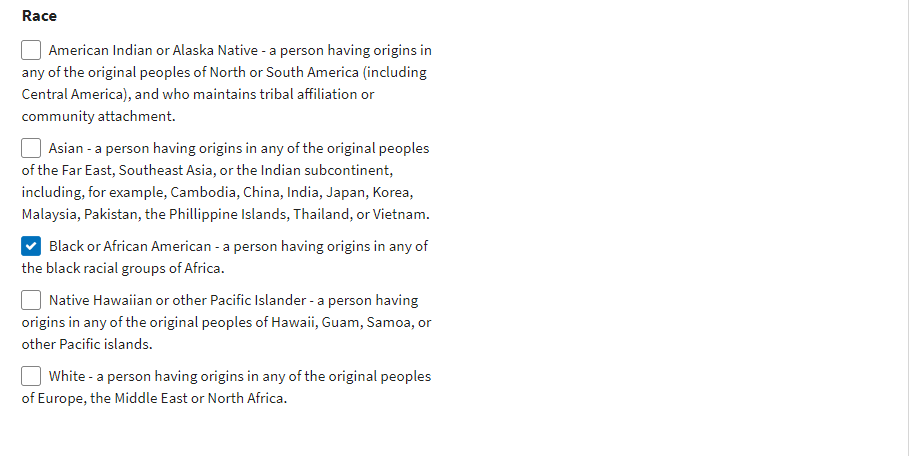 Race
American Indian or Alaska Native - a person having origins in
any of the original peoples of North or South America (including
Central America), and who maintains tribal affiliation or
community attachment.
Asian - a person having origins in any of the original peoples
of the Far East, Southeast Asia, or the Indian subcontinent,
including, for example, Cambodia, China, India, Japan, Korea,
Malaysia, Pakistan, the Phillippine Islands, Thailand, or Vietnam.
Black or African American - a person having origins in any of
the black racial groups of Africa.
Native Hawaiian or other Pacific Islander - a person having
origins in any of the original peoples of Hawaii, Guam, Samoa, or
other Pacific islands.
White - a person having origins in any of the original peoples
of Europe, the Middle East or North Africa.